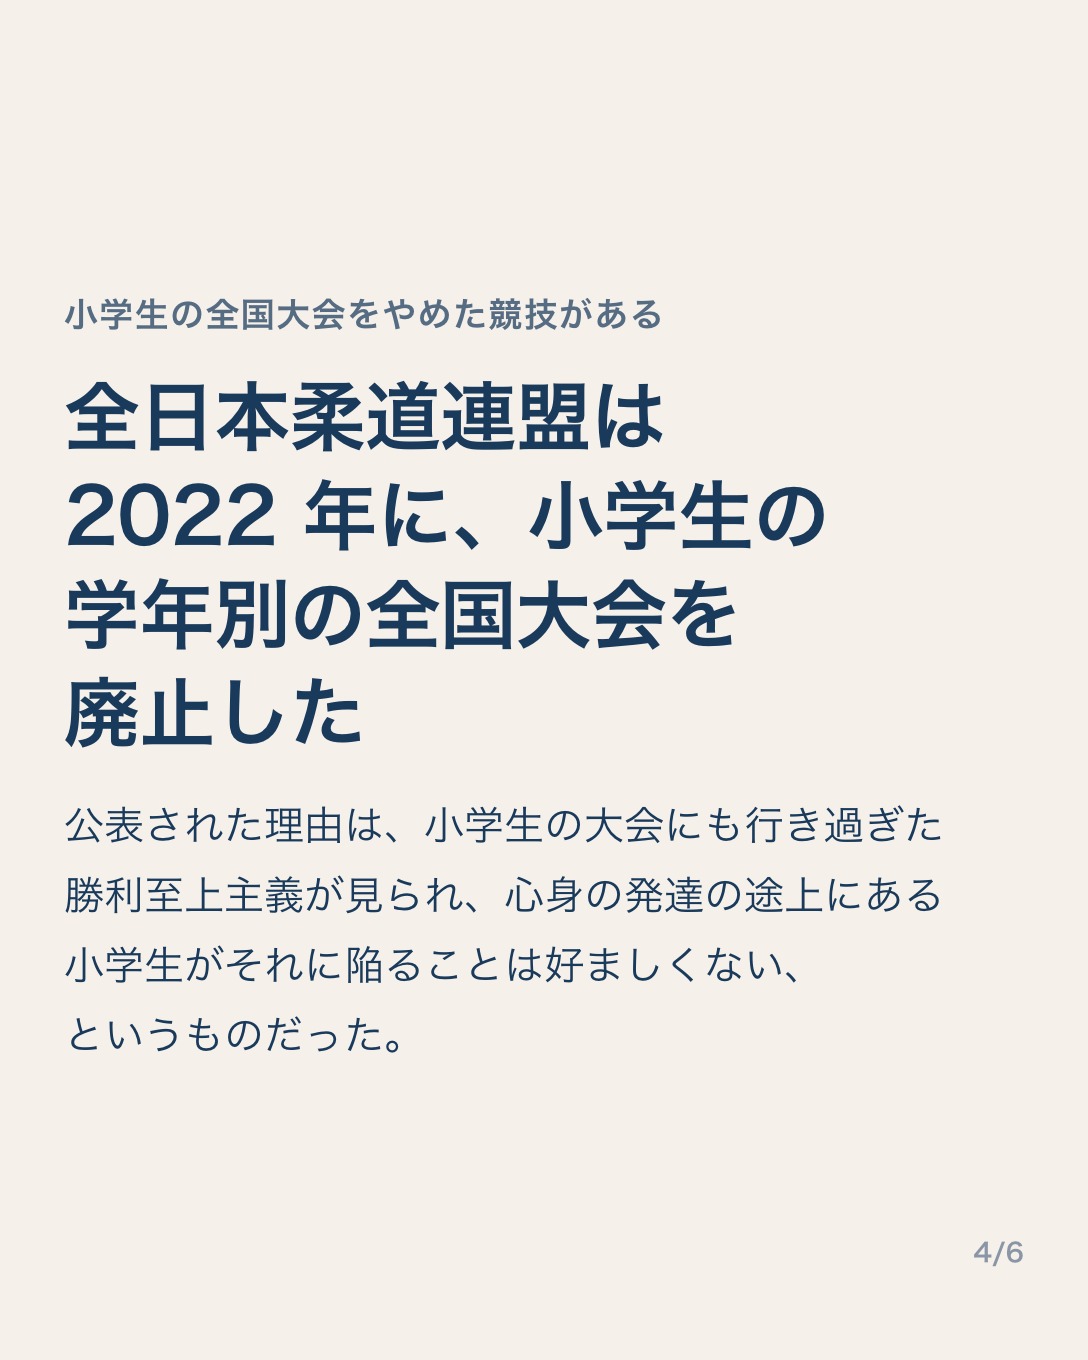 小学生の全国大会をやめた競技がある
全日本柔道連盟は
2022 年に、小学生の
学年別の全国大会を
廃止した
公表された理由は、小学生の大会にも行き過ぎた
勝利至上主義が見られ、心身の発達の途上にある
小学生がそれに陥ることは好ましくない、
というものだった。
4/6